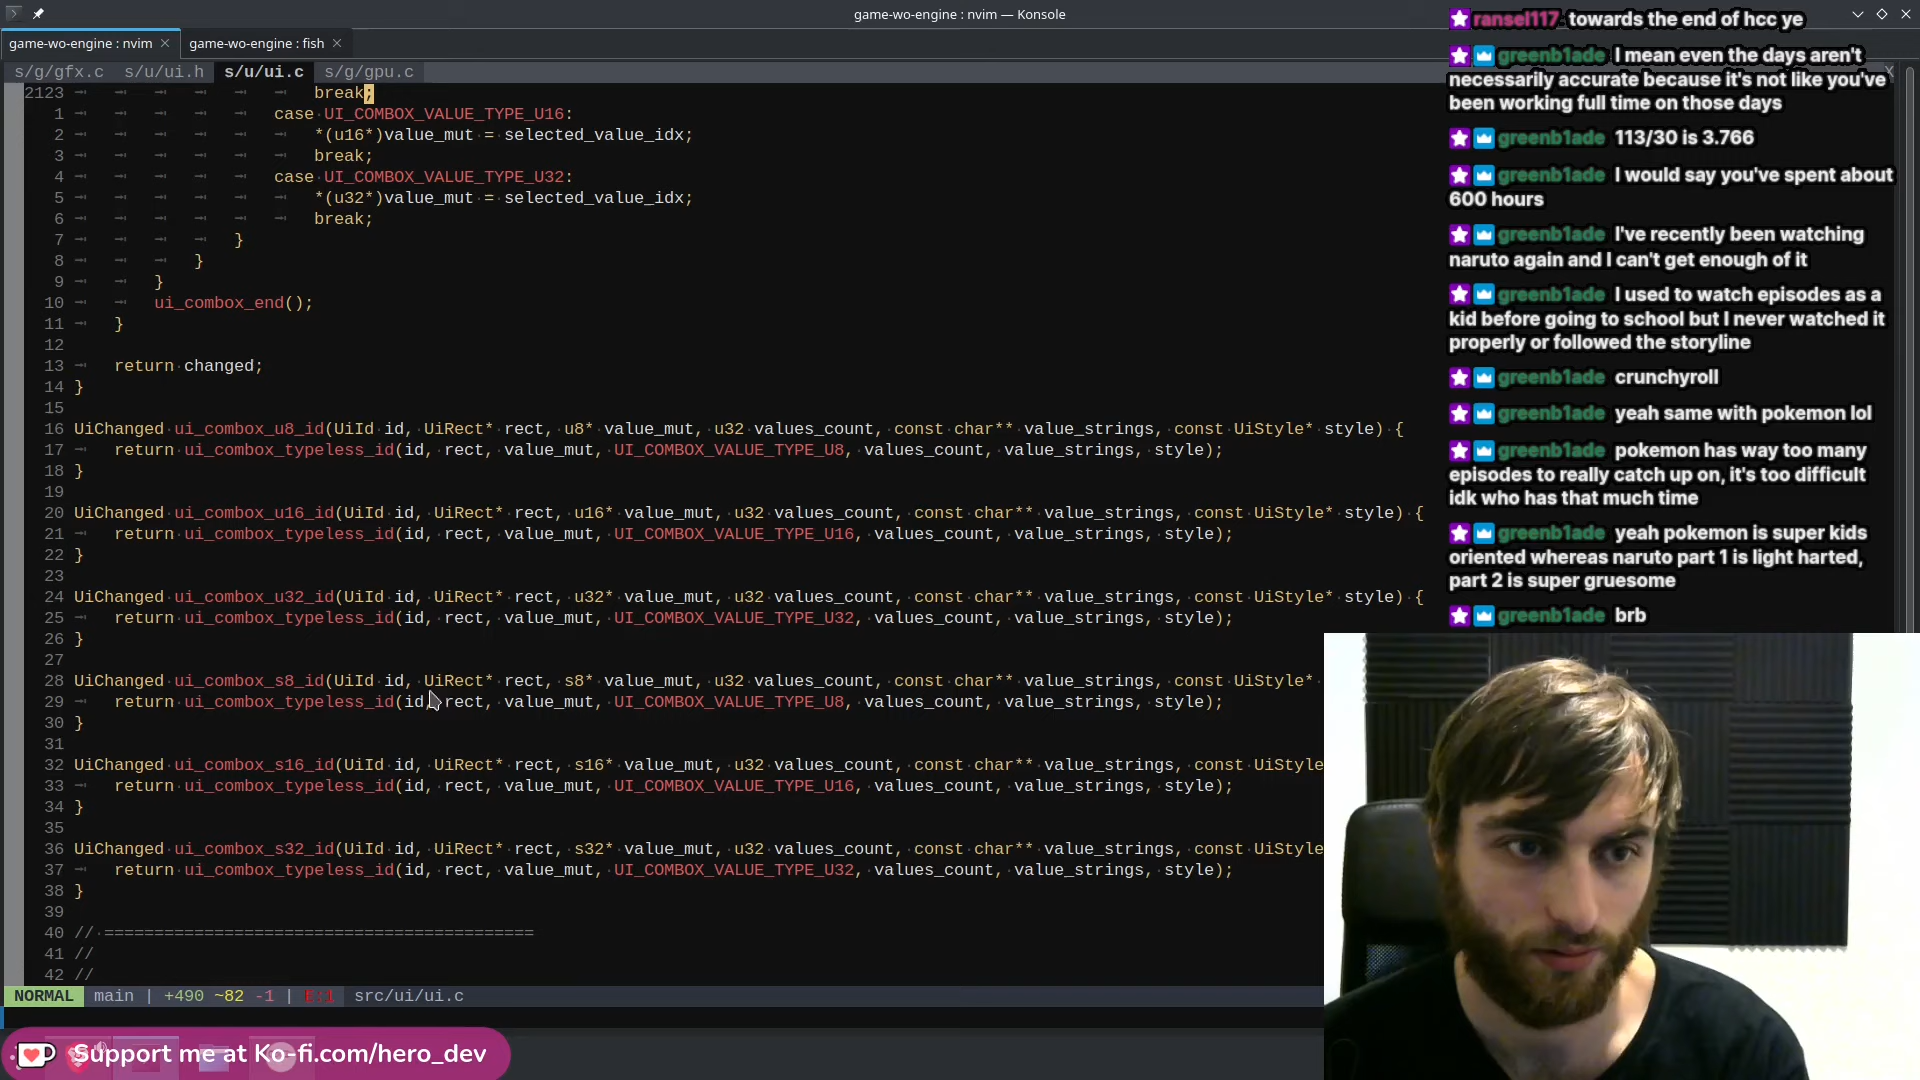 game-wo-engine : nvim — Konsole
game-wo-engine : nvim
game-wo-engine : fish
s/g/gfx.c s/u/ui.h s/u/ui.c s/g/gpu.c
2123 break;
1 case UI_COMBOX_VALUE_TYPE_U16:
2 *(u16*)value_mut = selected_value_idx;
3 break;
4 case UI_COMBOX_VALUE_TYPE_U32:
5 *(u32*)value_mut = selected_value_idx;
6 break;
7 }
8 }
9 }
10 ui_combox_end();
11 }
12
13 return changed;
14 }
15
16 UiChanged ui_combox_u8_id(UiId id, UiRect* rect, u8* value_mut, u32 values_count, const char** value_strings, const UiStyle* style) {
17 return ui_combox_typeless_id(id, rect, value_mut, UI_COMBOX_VALUE_TYPE_U8, values_count, value_strings, style);
18 }
19
20 UiChanged ui_combox_u16_id(UiId id, UiRect* rect, u16* value_mut, u32 values_count, const char** value_strings, const UiStyle* style) {
21 return ui_combox_typeless_id(id, rect, value_mut, UI_COMBOX_VALUE_TYPE_U16, values_count, value_strings, style);
22 }
23
24 UiChanged ui_combox_u32_id(UiId id, UiRect* rect, u32* value_mut, u32 values_count, const char** value_strings, const UiStyle* style) {
25 return ui_combox_typeless_id(id, rect, value_mut, UI_COMBOX_VALUE_TYPE_U32, values_count, value_strings, style);
26 }
27
28 UiChanged ui_combox_s8_id(UiId id, UiRect* rect, s8* value_mut, u32 values_count, const char** value_strings, const UiStyle*
29 return ui_combox_typeless_id(id, rect, value_mut, UI_COMBOX_VALUE_TYPE_U8, values_count, value_strings, style);
30 }
31
32 UiChanged ui_combox_s16_id(UiId id, UiRect* rect, s16* value_mut, u32 values_count, const char** value_strings, const UiStyle
33 return ui_combox_typeless_id(id, rect, value_mut, UI_COMBOX_VALUE_TYPE_U16, values_count, value_strings, style);
34 }
35
36 UiChanged ui_combox_s32_id(UiId id, UiRect* rect, s32* value_mut, u32 values_count, const char** value_strings, const UiStyle
37 return ui_combox_typeless_id(id, rect, value_mut, UI_COMBOX_VALUE_TYPE_U32, values_count, value_strings, style);
38 }
39
40 // ===========================================
41 //
42 //
NORMAL main | +490 ~82 -1 | E:1 src/ui/ui.c
Support me at Ko-fi.com/hero_dev
ransel117 towards the end of hcc ye
greenb1ade I mean even the days aren't
necessarily accurate because it's not like you've
been working full time on those days
greenb1ade 113/30 is 3.766
greenb1ade I would say you've spent about
600 hours
greenb1ade I've recently been watching
naruto again and I can't get enough of it
greenb1ade I used to watch episodes as a
kid before going to school but I never watched it
properly or followed the storyline
greenb1ade crunchyroll
greenb1ade yeah same with pokemon lol
greenb1ade pokemon has way too many
episodes to really catch up on, it's too difficult
idk who has that much time
greenb1ade yeah pokemon is super kids
oriented whereas naruto part 1 is light harted,
part 2 is super gruesome
greenb1ade brb